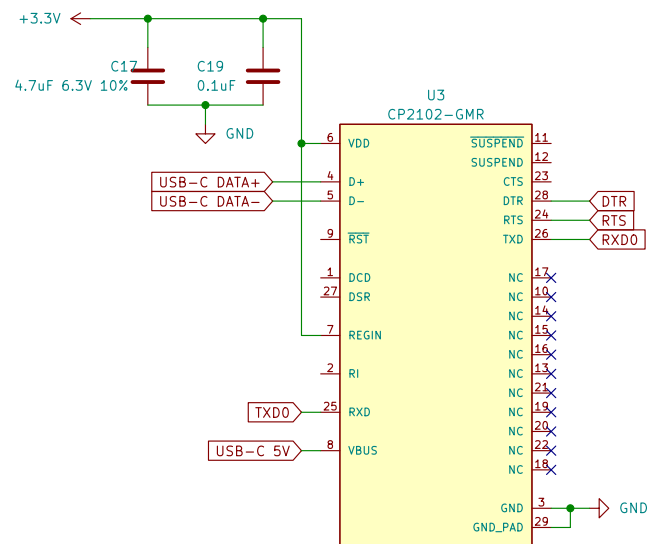 +3.3V
C17
4.7uF 6.3V 10%
C19
0.1uF
GND
U3
CP2102-GMR
6 VDD
SUSPEND 11
SUSPEND 12
USB-C DATA+ 4 D+
CTS 23
USB-C DATA- 5 D-
DTR 28 DTR
RTS 24 RTS
9 RST
TXD 26 RXD0
1 DCD
NC 17
27 DSR
NC 10
NC 14
7 REGIN
NC 15
NC 16
2 RI
NC 13
NC 21
TXD0 25 RXD
NC 19
NC 20
USB-C 5V 8 VBUS
NC 22
NC 18
GND 3 GND
GND_PAD 29